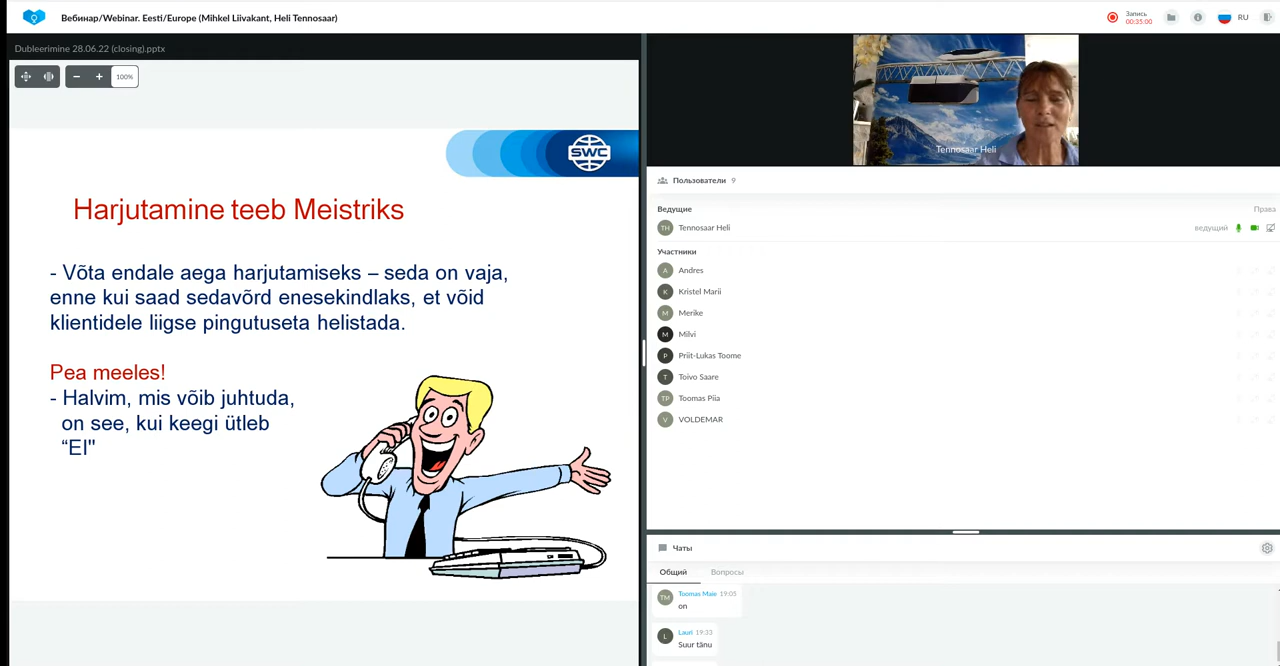 Вебинар/Webinar. Eesti/Europe (Mihkel Liivakant, Heli Tennosaar)
Запись
00:35:00
RU
Dubleerimine 28.06.22 (closing).pptx
100%
SWC
Harjutamine teeb Meistriks
- Võta endale aega harjutamiseks – seda on vaja,
enne kui saad sedavõrd enesekindlaks, et võid
klientidele liigse pingutuseta helistada.
Pea meeles!
- Halvim, mis võib juhtuda,
on see, kui keegi ütleb
“EI"
Tennosaar Heli
Пользователи 9
Ведущие Права
TH Tennosaar Heli ведущий
Участники
A Andres
K Kristel Marii
M Merike
M Milvi
P Priit-Lukas Toome
T Toivo Saare
TP Toomas Piia
V VOLDEMAR
Чаты
Общий Вопросы
TM Toomas Maie 19:05
on
L Lauri 19:33
Suur tänu